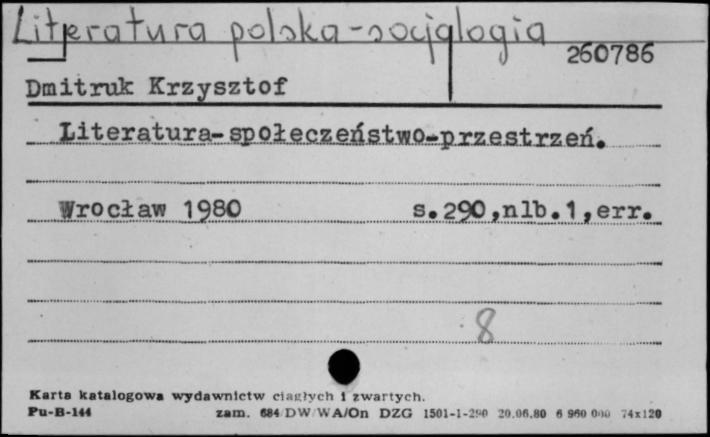 Literatura polska-socjologia
260786
Dmitruk Krzysztof
Literatura-społeczeństwo-przestrzeń.
Wrocław 1980 s.290,nlb.1,err.
8
Karta katalogowa wydawnictw ciągłych i zwartych.
Pu-B-144 zam. 684/DW/WA/On DZG 1501-1-290 20.06.80 6 960 000 74x120